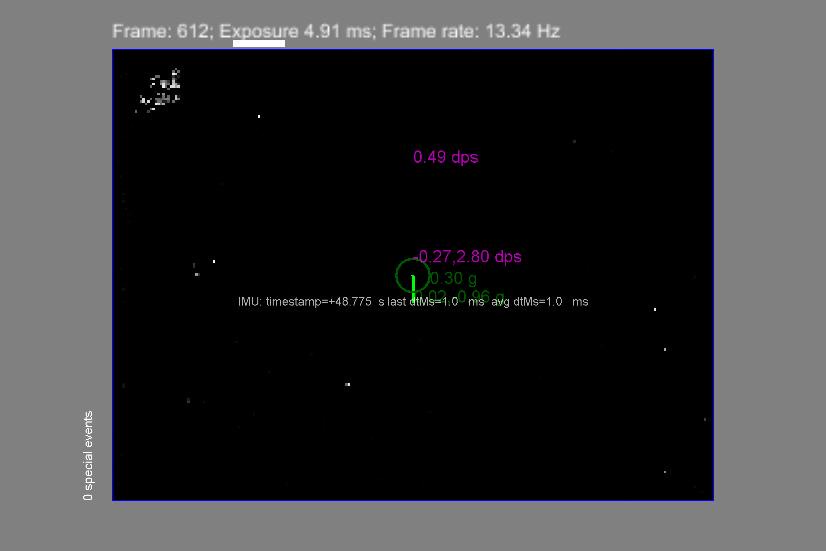 Frame: 612; Exposure 4.91 ms; Frame rate: 13.34 Hz
0.49 dps
-0.27,2.80 dps
0.30 g
0.02,-0.96 g
IMU: timestamp=+48.775 s last dtMs=1.0 ms avg dtMs=1.0 ms
0 special events